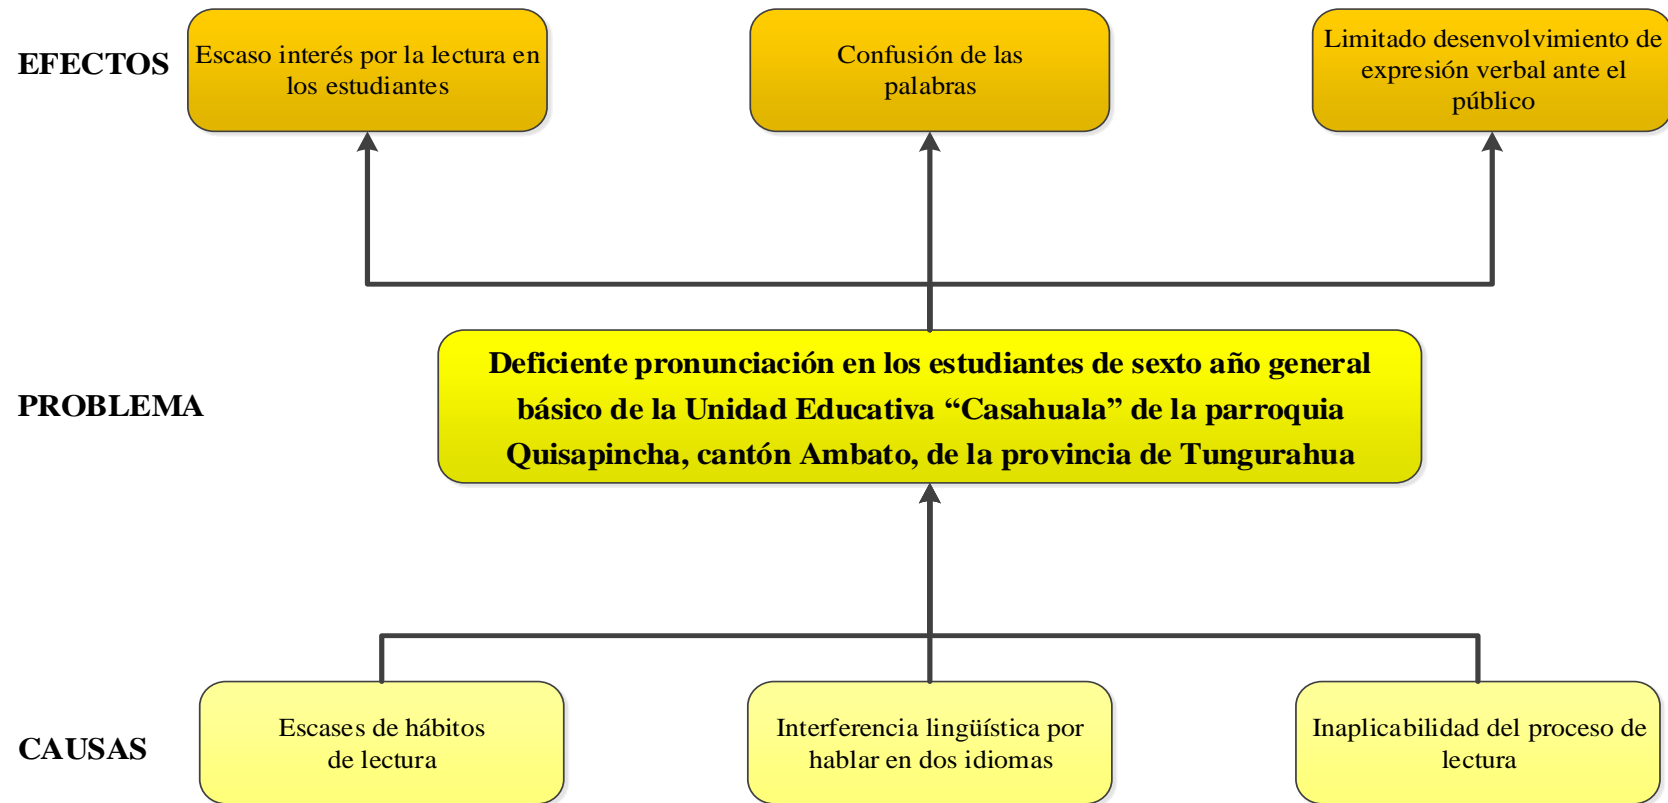 EFECTOS
Escaso interés por la lectura en
los estudiantes
Confusión de las
palabras
Limitado desenvolvimiento de
expresión verbal ante el
público
PROBLEMA
Deficiente pronunciación en los estudiantes de sexto año general
básico de la Unidad Educativa “Casahuala” de la parroquia
Quisapincha, cantón Ambato, de la provincia de Tungurahua
CAUSAS
Escases de hábitos
de lectura
Interferencia lingüística por
hablar en dos idiomas
Inaplicabilidad del proceso de
lectura